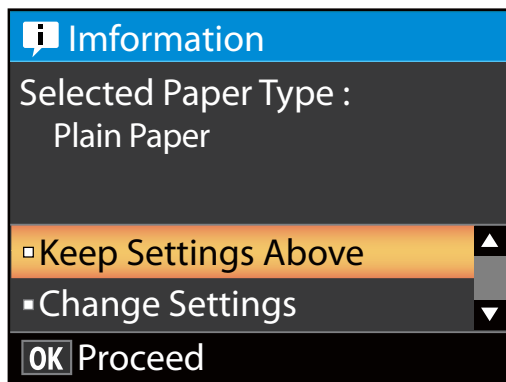 Imformation
Selected Paper Type :
Plain Paper
Keep Settings Above
Change Settings
OK Proceed